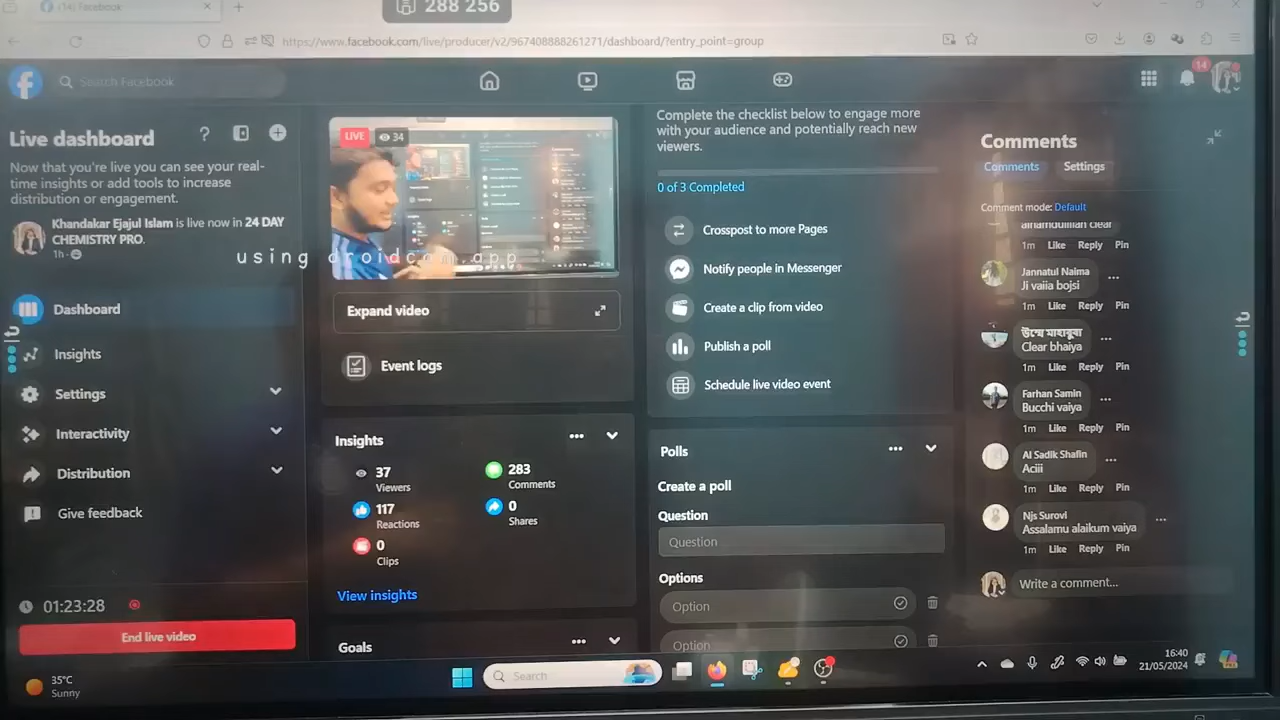 (14) Facebook
288 256
https://www.facebook.com/live/producer/v2/967408888261271/dashboard/?entry_point=group
Search Facebook
14
Live dashboard
Now that you're live you can see your real-
time insights or add tools to increase
distribution or engagement.
Khandakar Ejajul Islam is live now in 24 DAY
CHEMISTRY PRO.
1h
using droidcam app
Dashboard
Insights
Settings
Interactivity
Distribution
Give feedback
01:23:28
End live video
LIVE
34
Expand video
Event logs
Insights
37
Viewers
283
Comments
117
Reactions
0
Shares
0
Clips
View insights
Goals
Complete the checklist below to engage more
with your audience and potentially reach new
viewers.
0 of 3 Completed
Crosspost to more Pages
Notify people in Messenger
Create a clip from video
Publish a poll
Schedule live video event
Polls
Create a poll
Question
Question
Options
Option
Option
Comments
Comments
Settings
Comment mode: Default
alhamdulillah clear
1m Like Reply Pin
Jannatul Naima
Ji vaiia bojsi
1m Like Reply Pin
উম্মে মাহাবুবা
Clear bhaiya
1m Like Reply Pin
Farhan Samin
Bucchi vaiya
1m Like Reply Pin
Al Sadik Shafin
Aciii
1m Like Reply Pin
Njs Surovi
Assalamu alaikum vaiya
1m Like Reply Pin
Write a comment...
35°C
Sunny
Search
16:40
21/05/2024